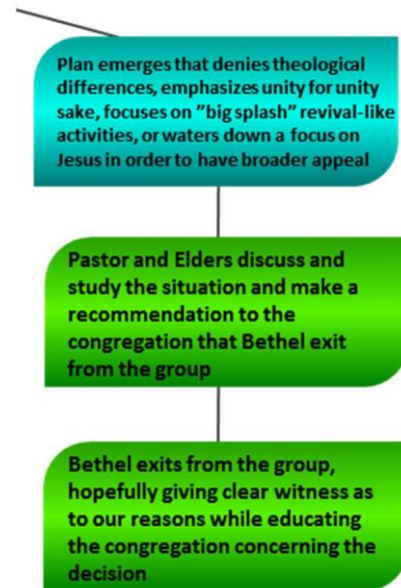 Plan emerges that denies theological
differences, emphasizes unity for unity
sake, focuses on ”big splash” revival-like
activities, or waters down a focus on
Jesus in order to have broader appeal
Pastor and Elders discuss and
study the situation and make a
recommendation to the
congregation that Bethel exit
from the group
Bethel exits from the group,
hopefully giving clear witness as
to our reasons while educating
the congregation concerning the
decision